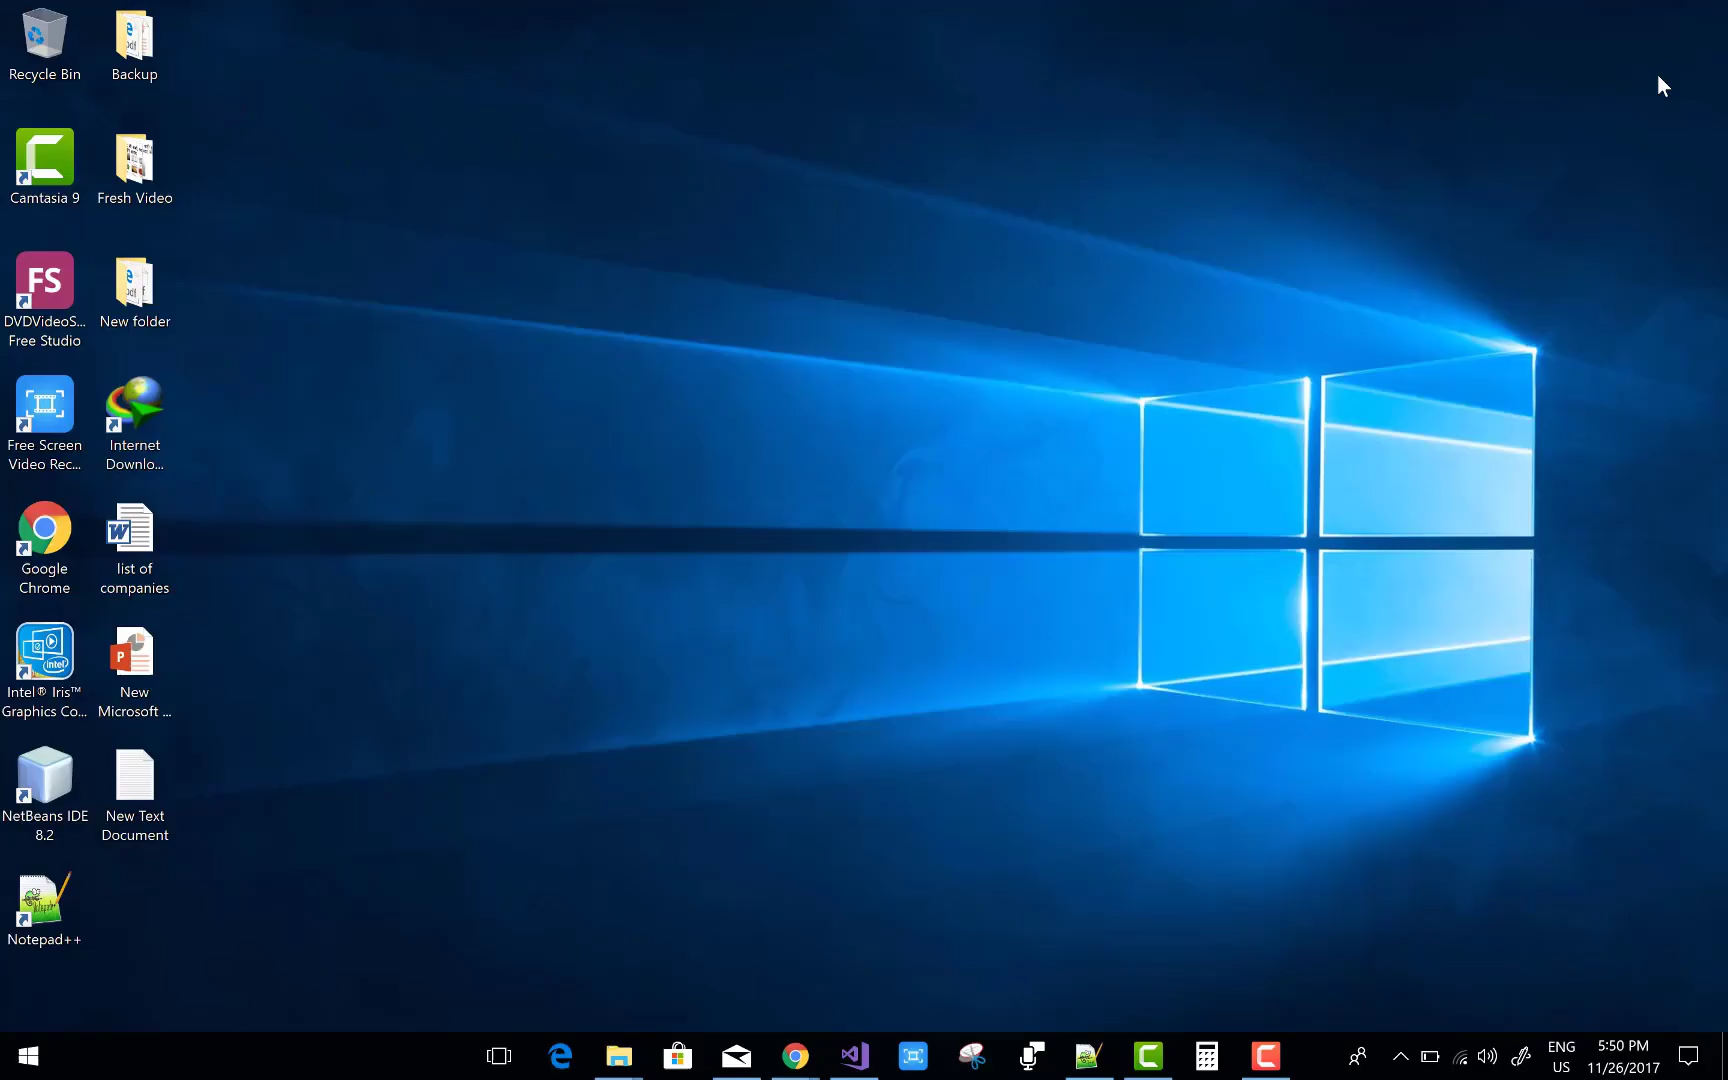 Recycle Bin
Backup
Camtasia 9
Fresh Video
FS
DVDVideoS...
Free Studio
New folder
Free Screen
Video Rec...
Internet
Downlo...
Google
Chrome
W
list of
companies
intel
Intel® Iris™
Graphics Co...
P
New
Microsoft ...
NetBeans IDE
8.2
New Text
Document
Notepad++
ENG
US
5:50 PM
11/26/2017